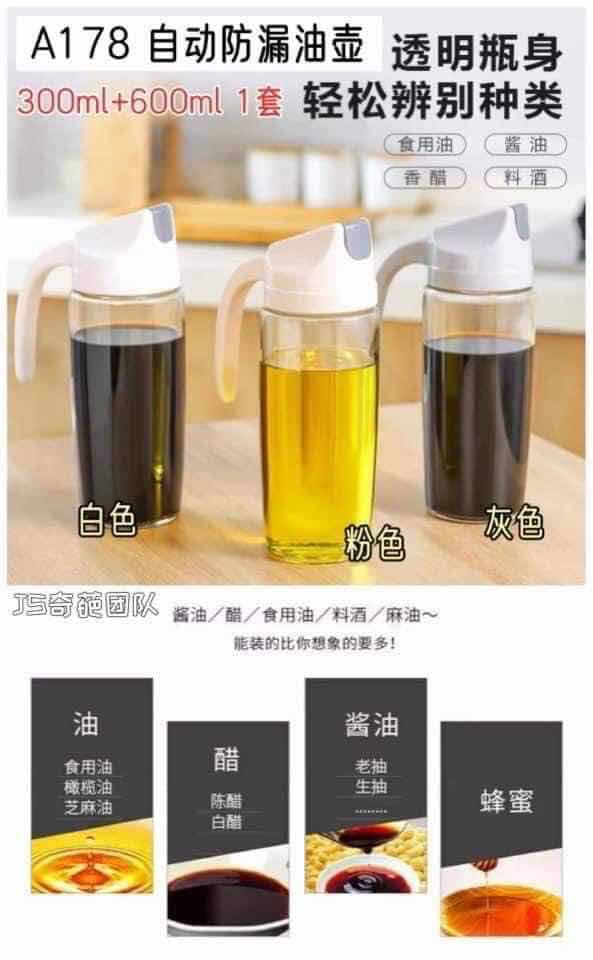 A178 自动防漏油壶
300ml+600ml 1套
透明瓶身
轻松辨别种类
食用油
酱油
香醋
料酒
白色
粉色
灰色
JS奇葩团队
酱油／醋／食用油／料酒／麻油～
能装的比你想象的要多！
油
食用油
橄榄油
芝麻油
醋
陈醋
白醋
酱油
老抽
生抽
………
蜂蜜